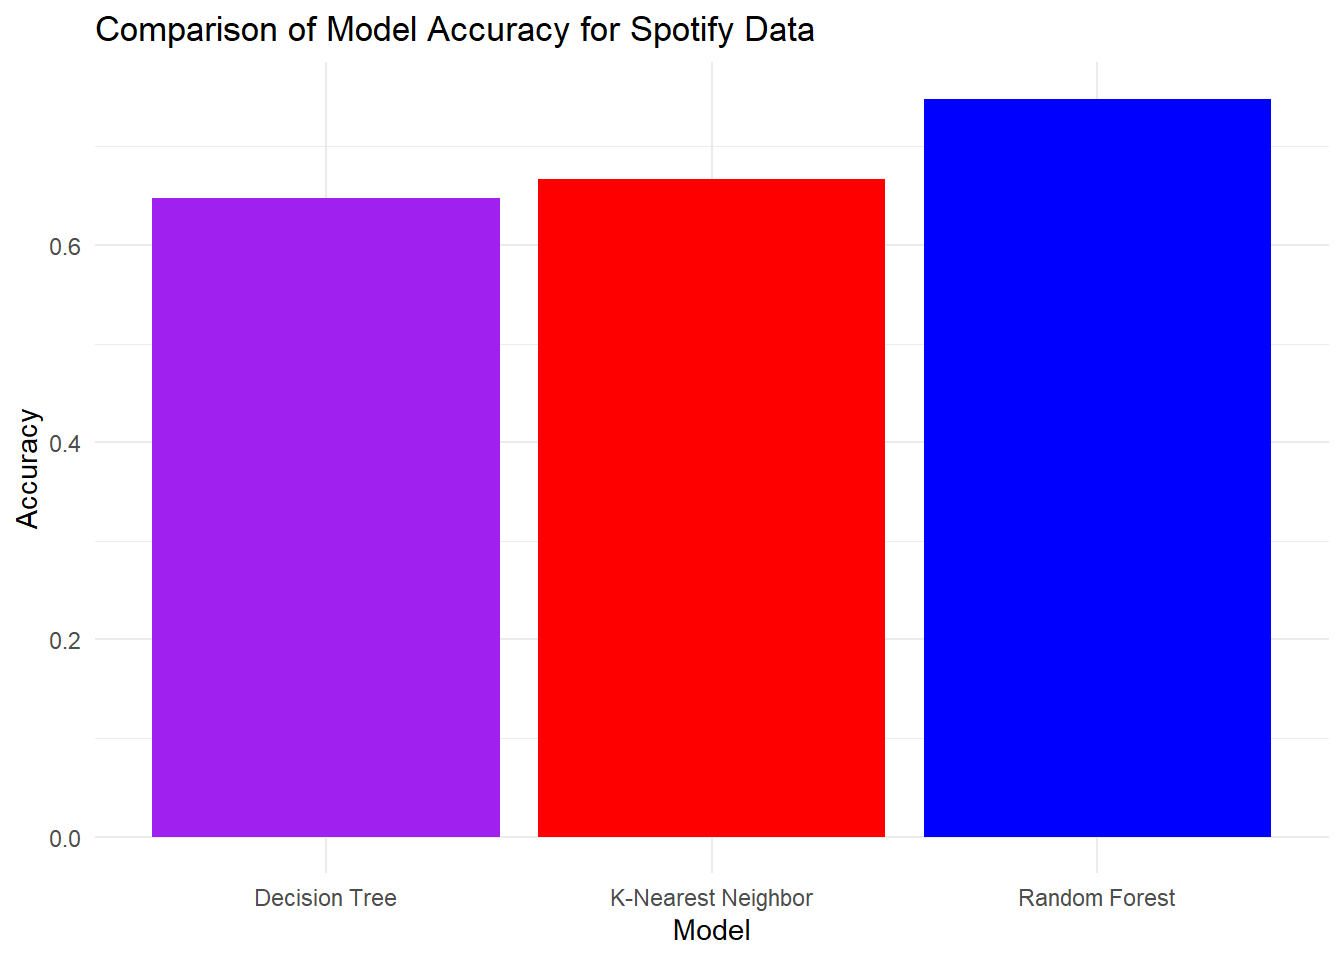 Comparison of Model Accuracy for Spotify Data
Accuracy
0.6
0.4
0.2
0.0
Decision Tree
K-Nearest Neighbor
Random Forest
Model